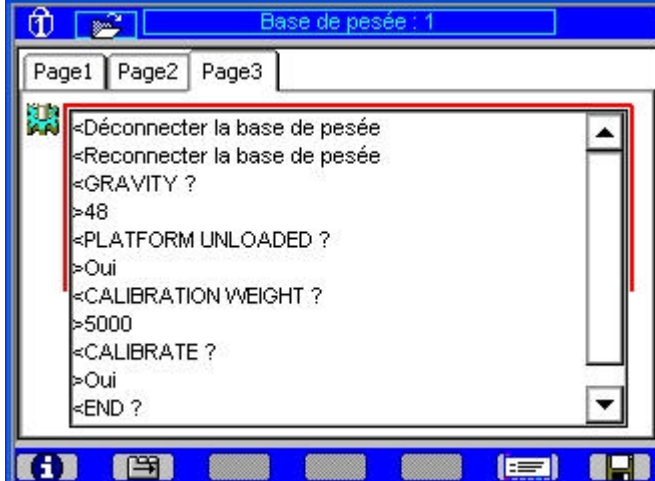 Base de pesée : 1
Page1 Page2 Page3
<Déconnecter la base de pesée
<Reconnecter la base de pesée
<GRAVITY ?
>48
<PLATFORM UNLOADED ?
>Oui
<CALIBRATION WEIGHT ?
>5000
<CALIBRATE ?
>Oui
<END ?